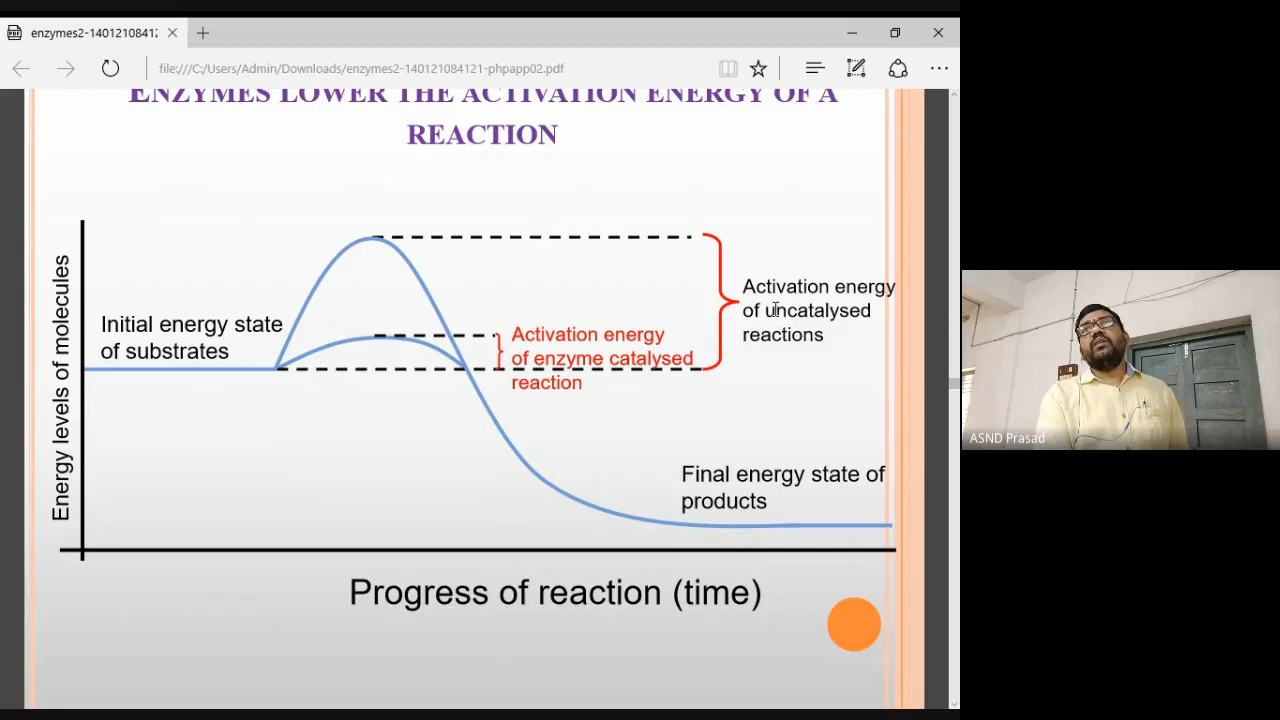 enzymes2-14012108412
file:///C:/Users/Admin/Downloads/enzymes2-140121084121-phpapp02.pdf
ENZYMES LOWER THE ACTIVATION ENERGY OF A
REACTION
Energy levels of molecules
Initial energy state
of substrates
Activation energy
of enzyme catalysed
reaction
Activation energy
of uncatalysed
reactions
Final energy state of
products
Progress of reaction (time)
ASND Prasad